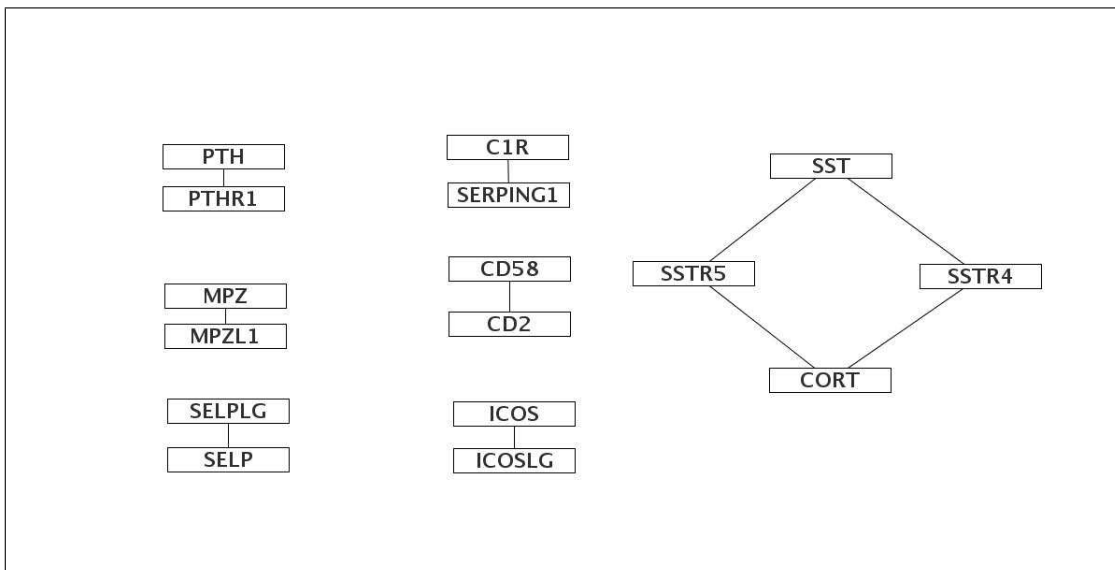 PTH
PTHR1
MPZ
MPZL1
SELPLG
SELP
C1R
SERPING1
CD58
CD2
ICOS
ICOSLG
SST
SSTR5
SSTR4
CORT